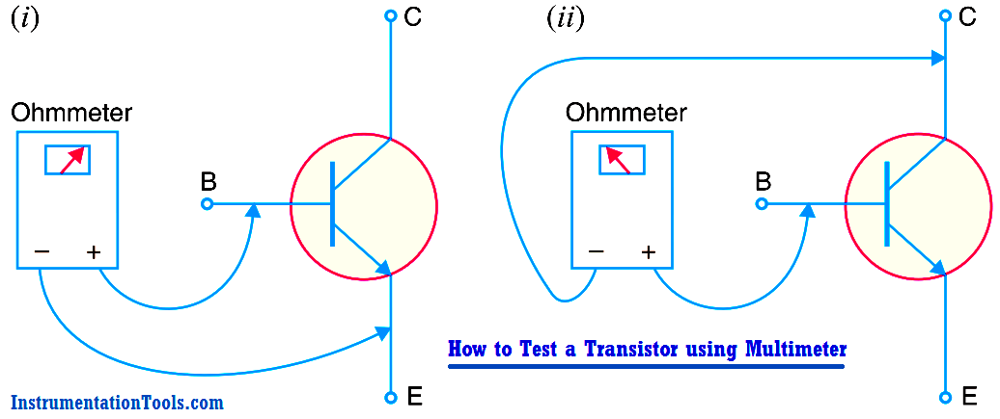 (i)
C
Ohmmeter
B
− +
E
(ii)
C
Ohmmeter
B
− +
E
How to Test a Transistor using Multimeter
InstrumentationTools.com